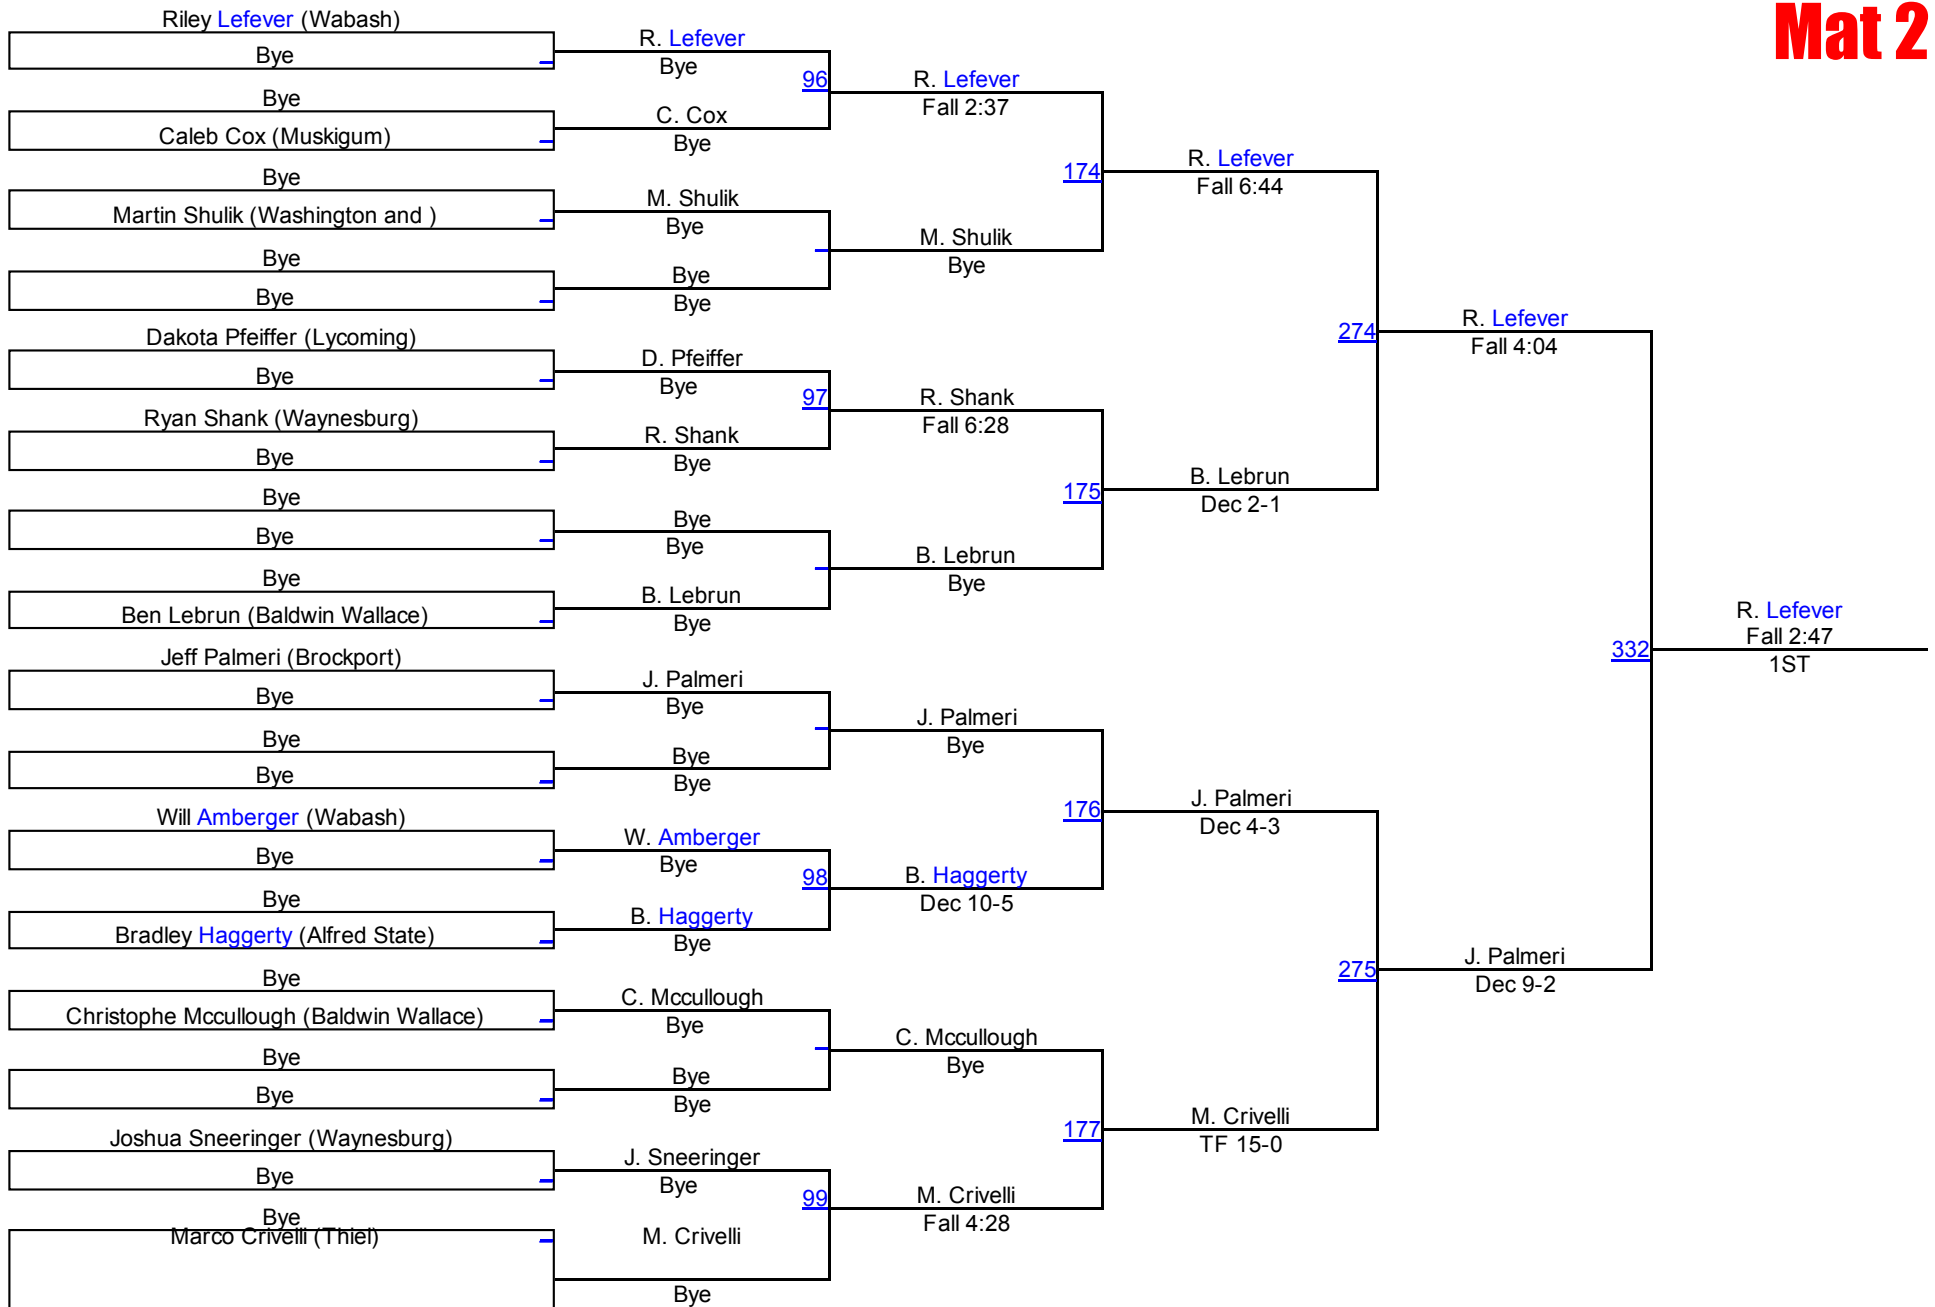 Mat 2
Riley Lefever (Wabash)
Bye
Bye
Caleb Cox (Muskigum)
Bye
Martin Shulik (Washington and )
Bye
Bye
Dakota Pfeiffer (Lycoming)
Bye
Ryan Shank (Waynesburg)
Bye
Bye
Bye
Bye
Ben Lebrun (Baldwin Wallace)
Jeff Palmeri (Brockport)
Bye
Bye
Bye
Will Amberger (Wabash)
Bye
Bye
Bradley Haggerty (Alfred State)
Bye
Christophe Mccullough (Baldwin Wallace)
Bye
Bye
Joshua Sneeringer (Waynesburg)
Bye
Bye
Marco Crivelli (Thiel)
R. Lefever
Bye
96
C. Cox
Bye
M. Shulik
Bye
Bye
Bye
D. Pfeiffer
Bye
97
R. Shank
Bye
Bye
Bye
B. Lebrun
Bye
J. Palmeri
Bye
Bye
Bye
W. Amberger
Bye
98
B. Haggerty
Bye
C. Mccullough
Bye
Bye
Bye
J. Sneeringer
Bye
99
M. Crivelli
Bye
R. Lefever
Fall 2:37
174
M. Shulik
Bye
R. Shank
Fall 6:28
175
B. Lebrun
Bye
J. Palmeri
Bye
176
B. Haggerty
Dec 10-5
C. Mccullough
Bye
177
M. Crivelli
Fall 4:28
R. Lefever
Fall 6:44
274
B. Lebrun
Dec 2-1
J. Palmeri
Dec 4-3
275
M. Crivelli
TF 15-0
R. Lefever
Fall 4:04
332
J. Palmeri
Dec 9-2
R. Lefever
Fall 2:47
1ST